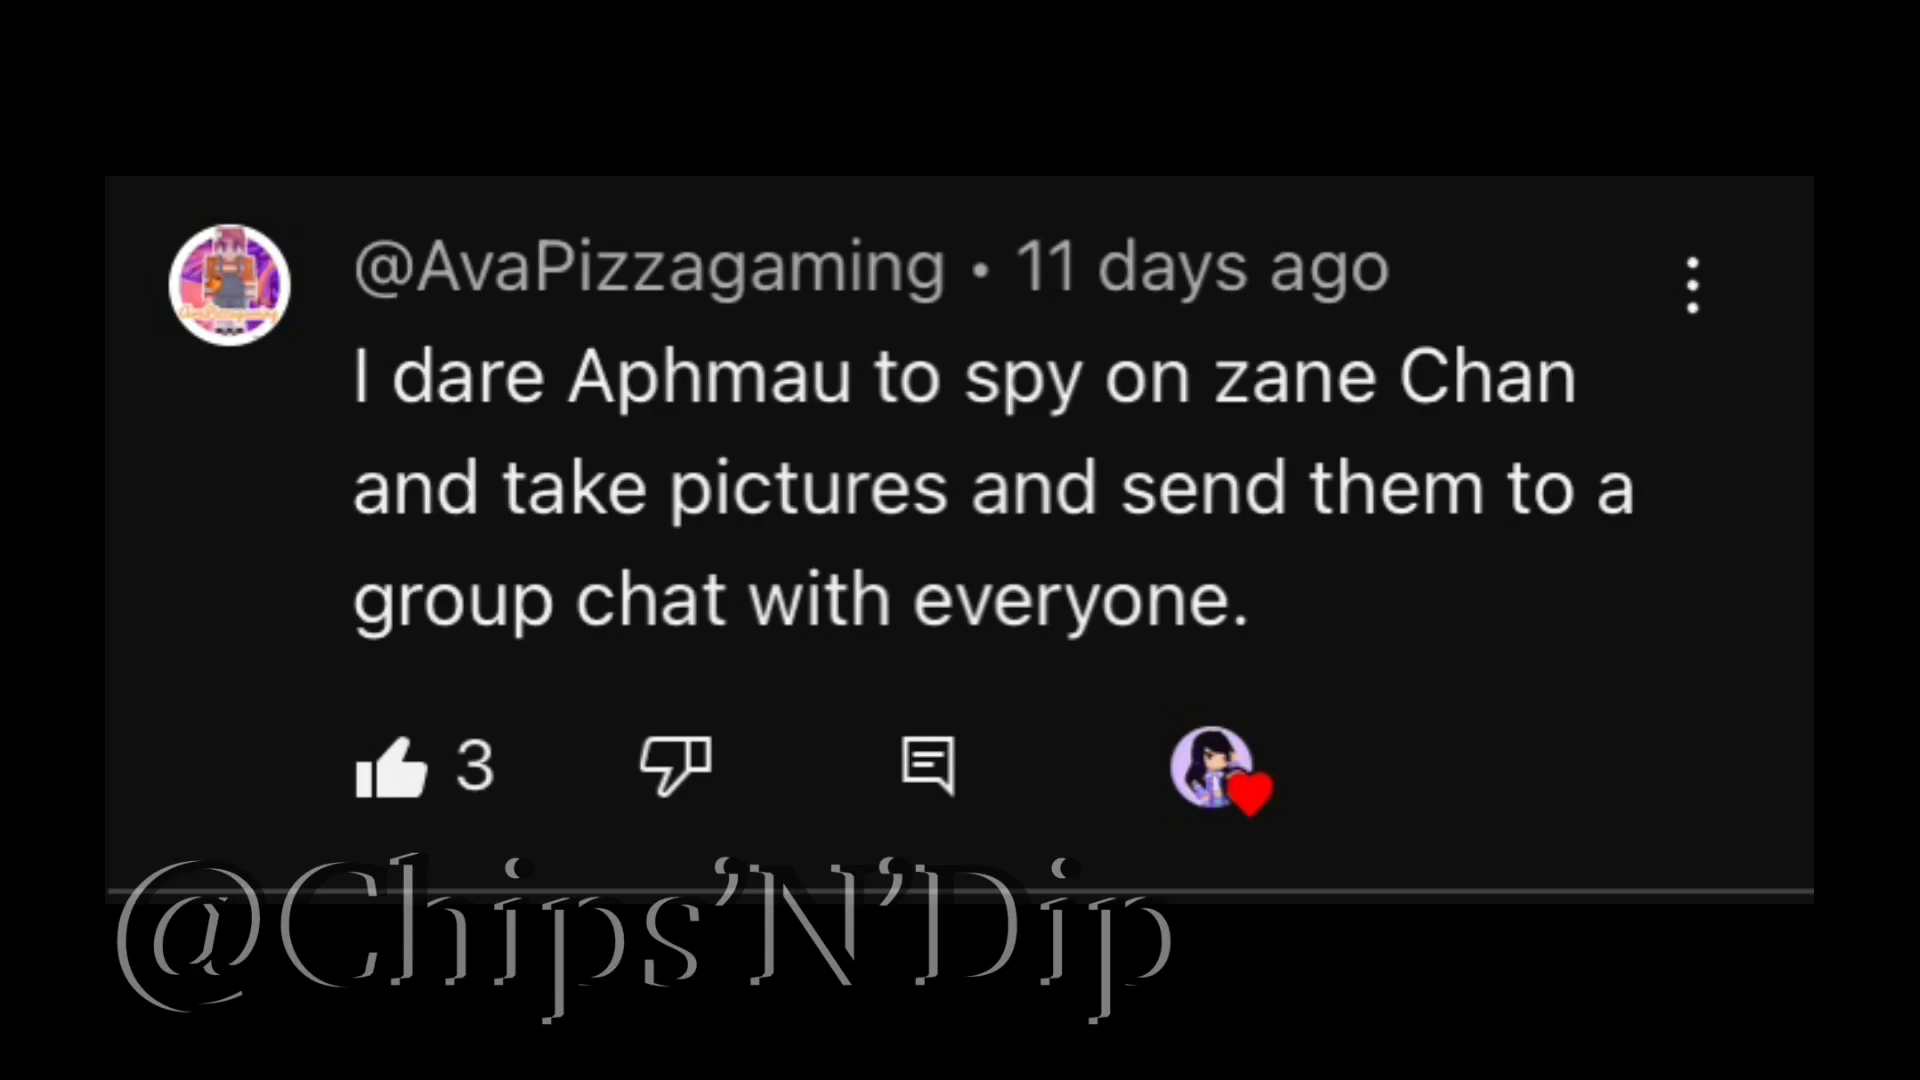 @AvaPizzagaming • 11 days ago
I dare Aphmau to spy on zane Chan
and take pictures and send them to a
group chat with everyone.
3
@Chips’N’Dip